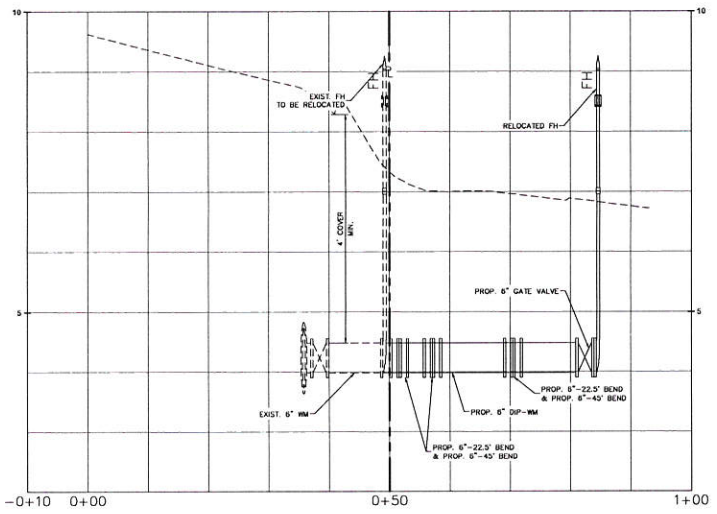 10
10
FH
FH
EXIST. FH
TO BE RELOCATED
RELOCATED FH
4' COVER
MIN.
PROP. 6" GATE VALVE
5
5
X
EXIST. 6" WM
PROP. 6" DIP-WM
PROP. 6"-22.5° BEND
& PROP. 6"-45° BEND
PROP. 6"-22.5° BEND
& PROP. 6"-45° BEND
-0+10
0+00
0+50
1+00